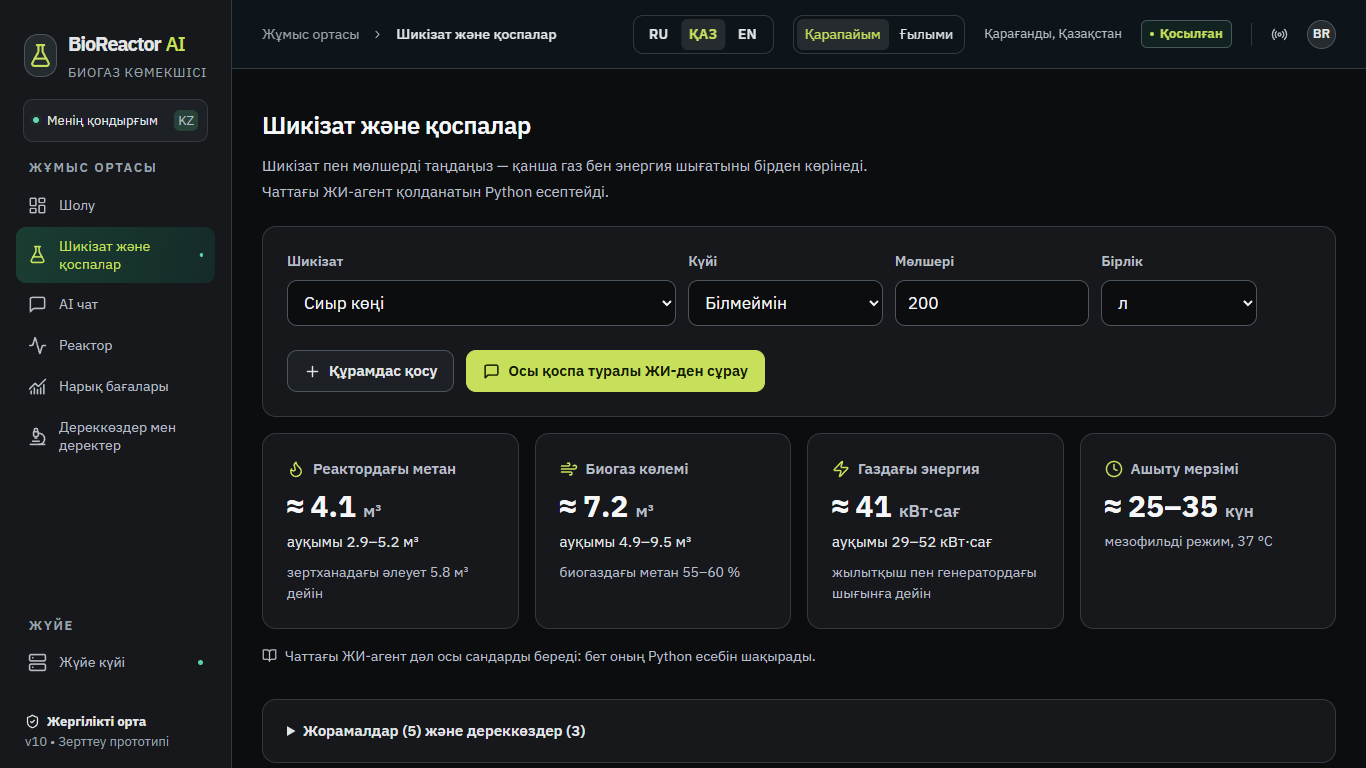 BioReactor AI
БИОГАЗ КӨМЕКШІСІ
Менің қондырғым KZ
ЖҰМЫС ОРТАСЫ
Шолу
Шикізат және
қоспалар
AI чат
Реактор
Нарық бағалары
Дереккөздер мен
деректер
ЖҮЙЕ
Жүйе күйі
Жергілікті орта
v10 • Зерттеу прототипі
Жұмыс ортасы › Шикізат және қоспалар RU ҚАЗ EN Қарапайым Ғылыми Қарағанды, Қазақстан • Қосылған BR
Шикізат және қоспалар
Шикізат пен мөлшерді таңдаңыз — қанша газ бен энергия шығатыны бірден көрінеді.
Чаттағы ЖИ-агент қолданатын Python есептейді.
Шикізат Күйі Мөлшері Бірлік
Сиыр көңі Білмеймін 200 л
+ Құрамдас қосу Осы қоспа туралы ЖИ-ден сұрау
Реактордағы метан
≈ 4.1 м³
ауқымы 2.9–5.2 м³
зертханадағы әлеует 5.8 м³
дейін
Биогаз көлемі
≈ 7.2 м³
ауқымы 4.9–9.5 м³
биогаздағы метан 55–60 %
Газдағы энергия
≈ 41 кВт·сағ
ауқымы 29–52 кВт·сағ
жылытқыш пен генератордағы
шығынға дейін
Ашыту мерзімі
≈ 25–35 күн
мезофильді режим, 37 °C
Чаттағы ЖИ-агент дәл осы сандарды береді: бет оның Python есебін шақырады.
▶ Жорамалдар (5) және дереккөздер (3)